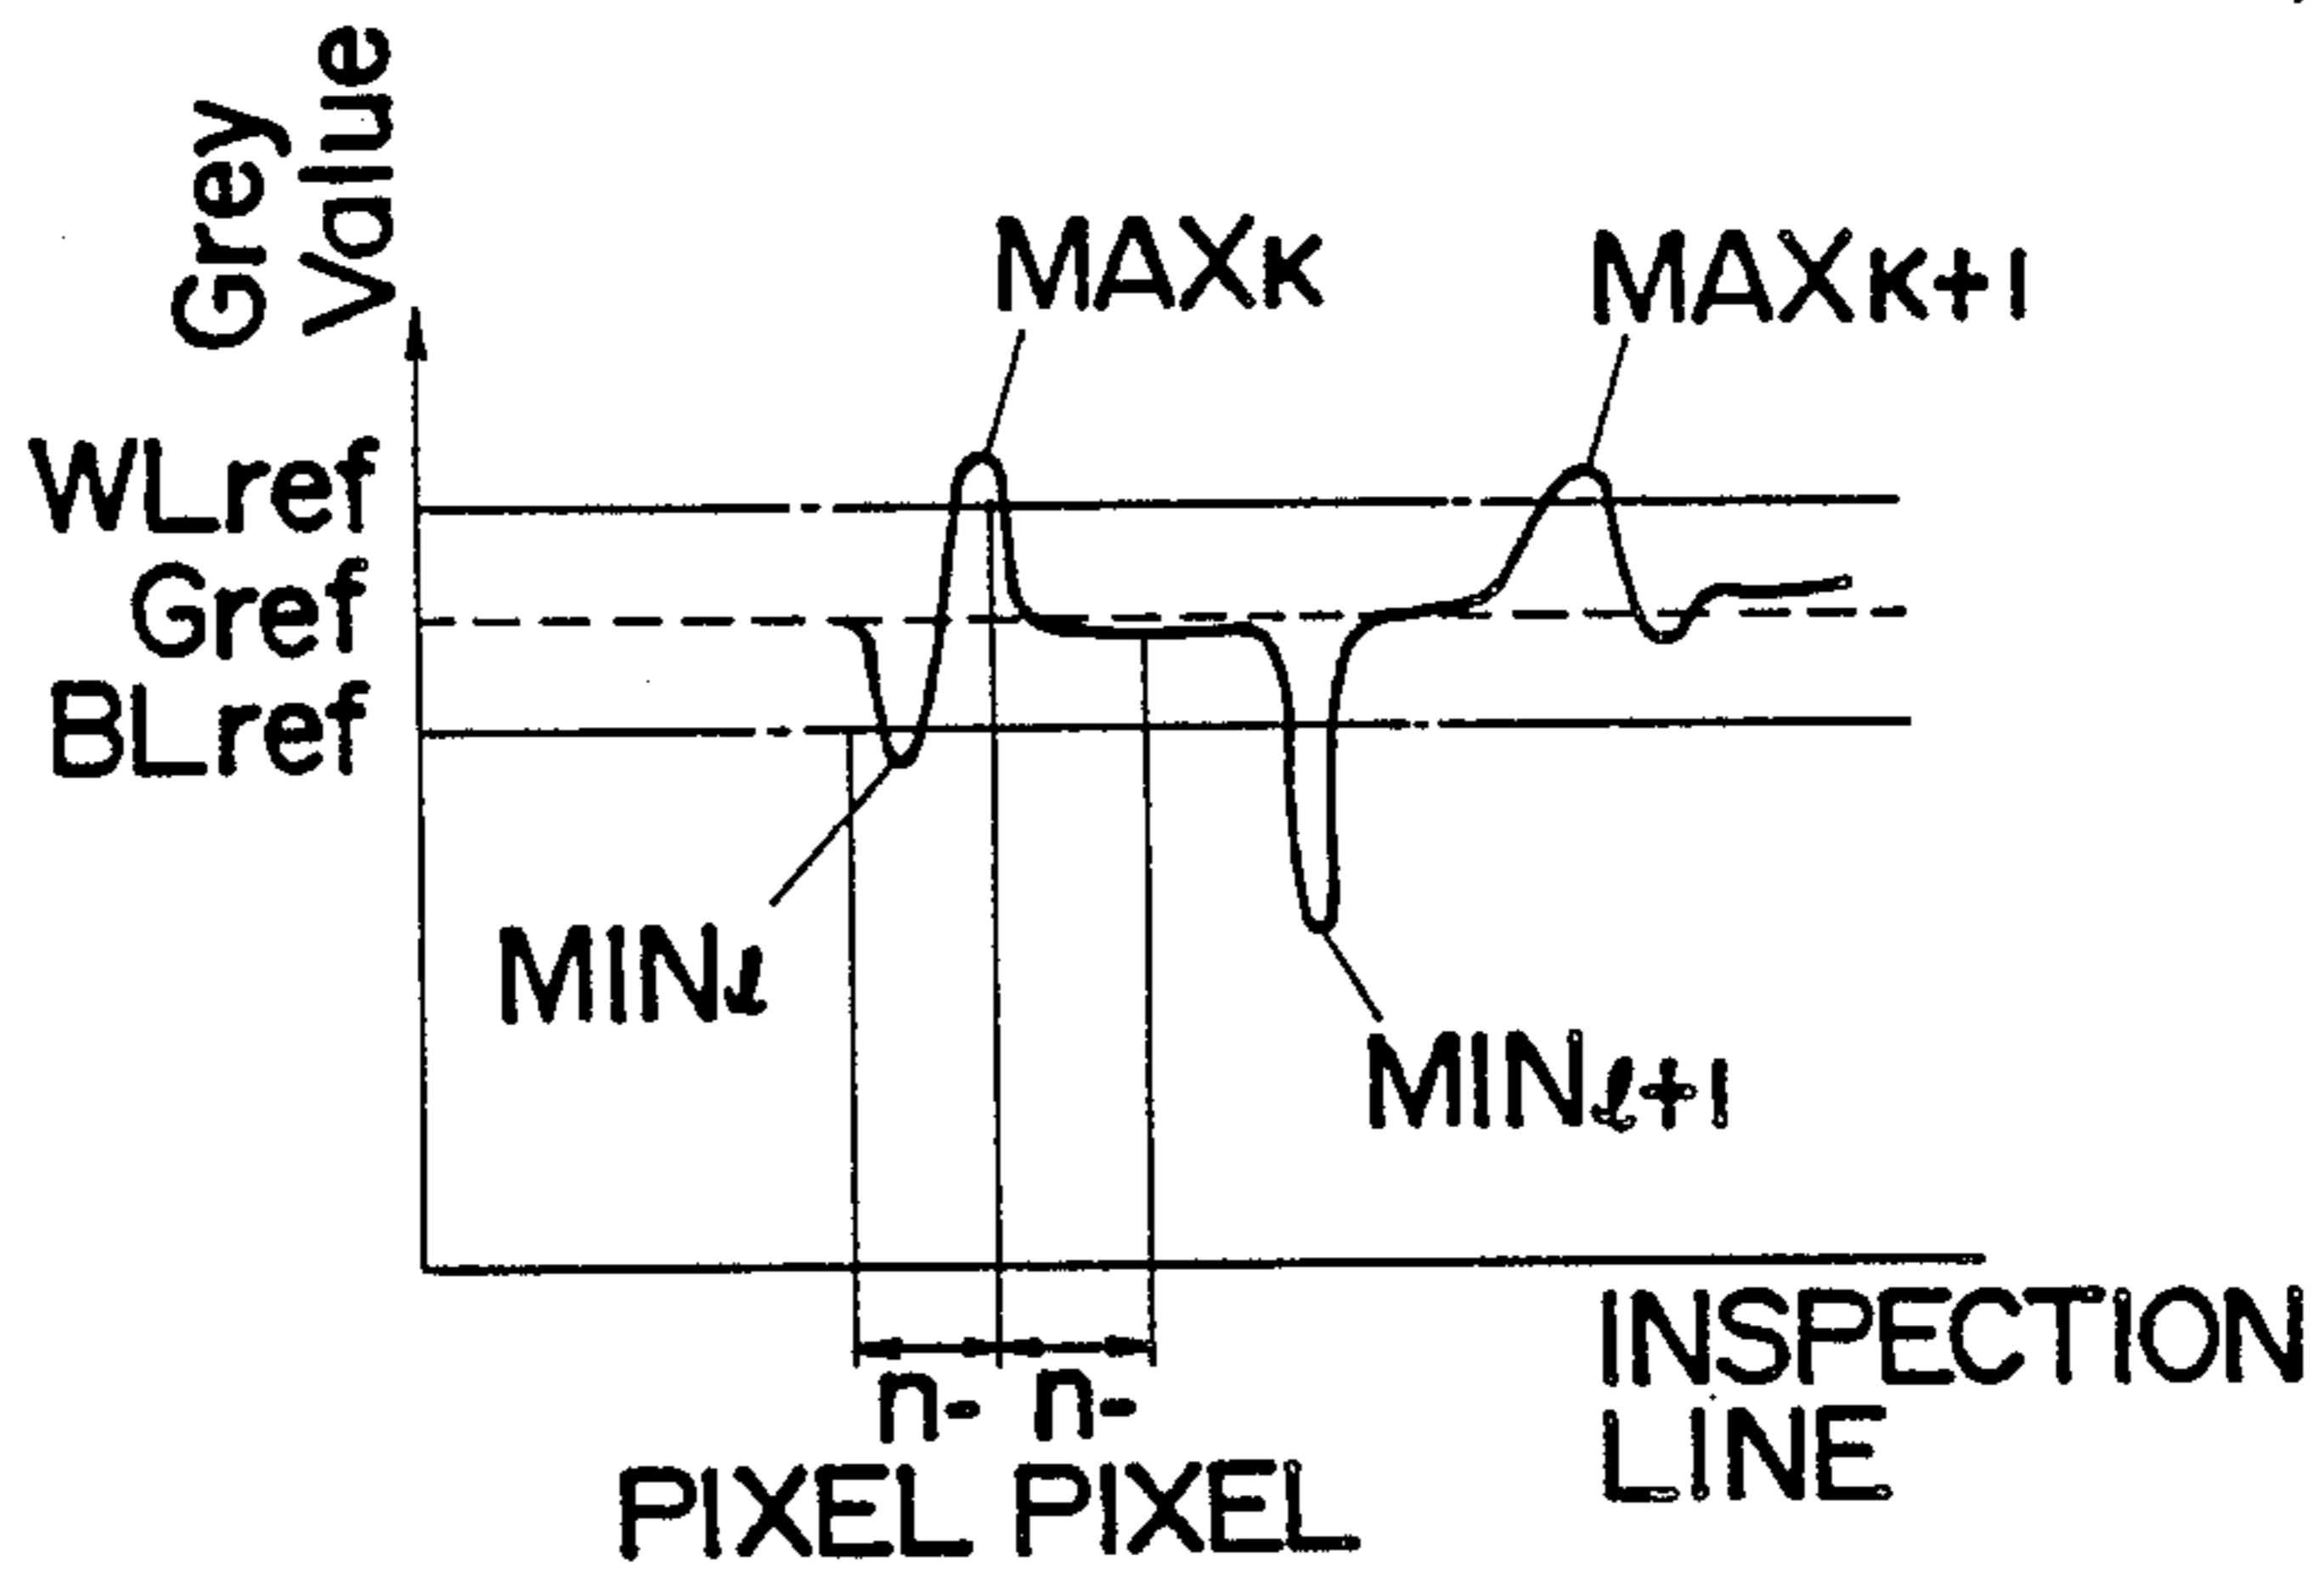 Grey
Value
MAXK
MAXK+1
WLref
Gref
BLref
MINℓ
MINℓ+1
n- n-
PIXEL PIXEL
INSPECTION
LINE